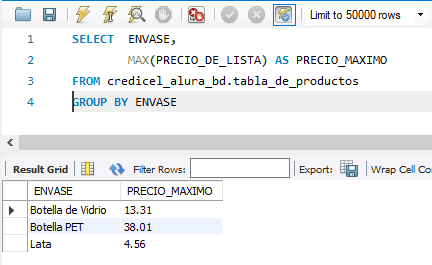 Limit to 50000 rows
1 SELECT ENVASE,
2 MAX(PRECIO_DE_LISTA) AS PRECIO_MAXIMO
3 FROM credicel_alura_bd.tabla_de_productos
4 GROUP BY ENVASE
Result Grid Filter Rows: Export: Wrap Cell Co
ENVASE PRECIO_MAXIMO
Botella de Vidrio 13.31
Botella PET 38.01
Lata 4.56